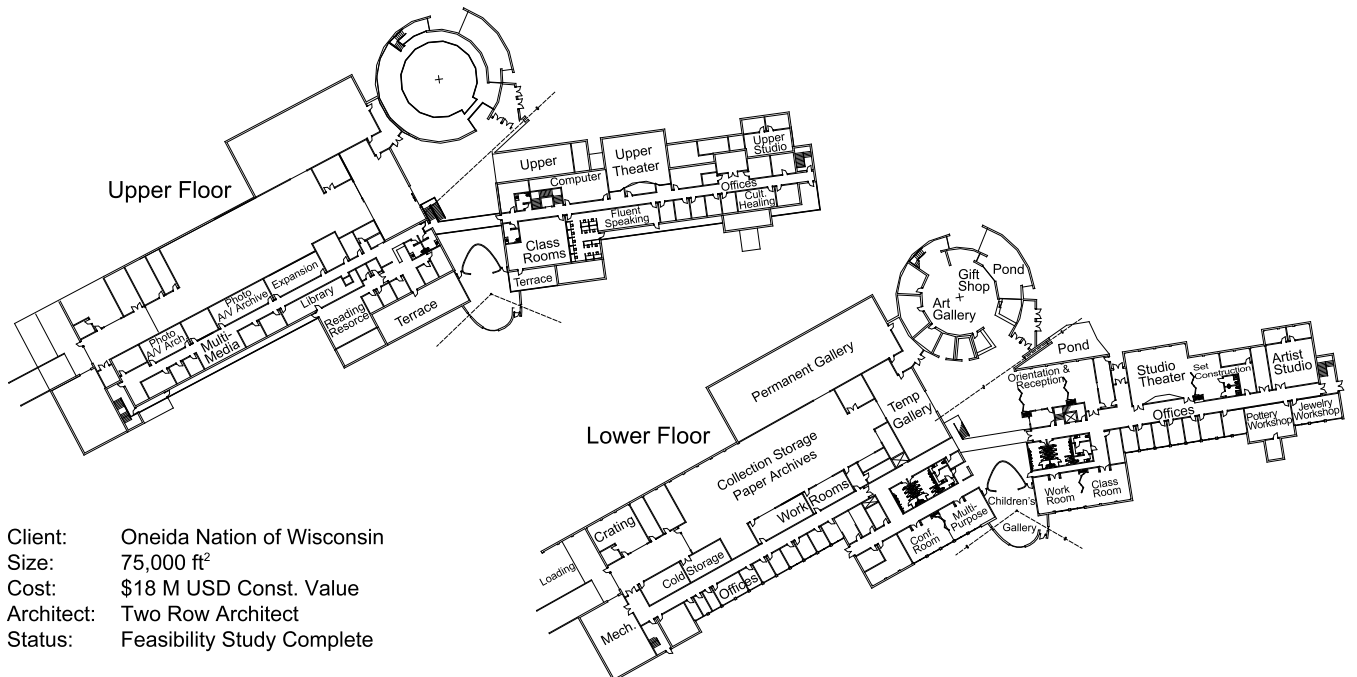 Upper Floor
Upper
Computer
Upper
Theater
Upper
Studio
Offices
Cult.
Healing
Fluent
Speaking
Class
Rooms
Terrace
Expansion
Photo
A/V Archive
Photo
A/V Arch.
Library
Multi-
Media
Reading
Resorce
Terrace
Lower Floor
Gift
Shop
Pond
Art
Gallery
Pond
Permanent Gallery
Temp
Gallery
Orientation &
Reception
Studio
Theater
Set
Construction
Artist
Studio
Offices
Pottery
Workshop
Jewelry
Workshop
Collection Storage
Paper Archives
Work Rooms
Work
Room
Class
Room
Children's
Gallery
Multi-
Purpose
Conf.
Room
Crating
Loading
Cold Storage
Offices
Mech.
Client: Oneida Nation of Wisconsin
Size: 75,000 ft²
Cost: $18 M USD Const. Value
Architect: Two Row Architect
Status: Feasibility Study Complete